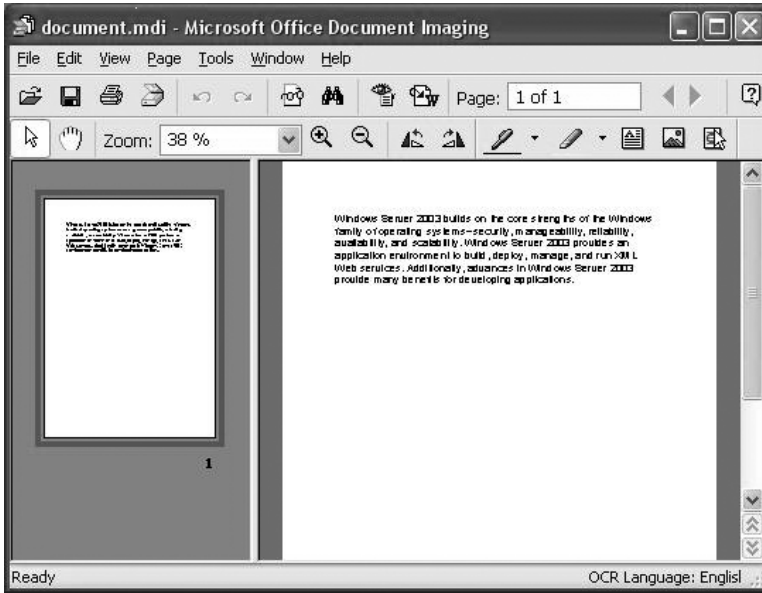 document.mdi - Microsoft Office Document Imaging
File Edit View Page Tools Window Help
Page: 1 of 1
Zoom: 38 %
Windows Server 2003 builds on the core strengths of the Windows
family of operating systems--security, manageability, reliability,
availability, and scalability. Windows Server 2003 provides an
application environment to build, deploy, manage, and run XML
Web services. Additionally, advances in Windows Server 2003
provide many benefits for developing applications.
1
Ready OCR Language: Englisl